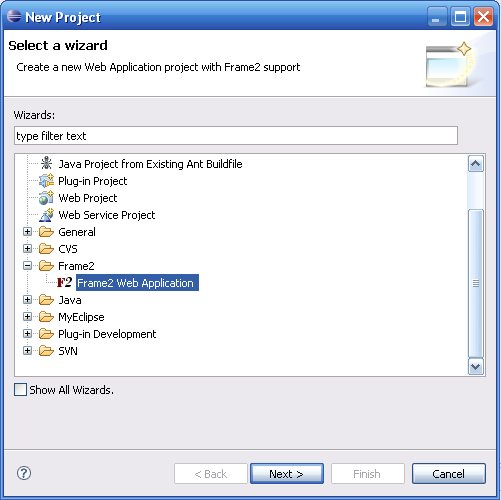 New Project
Select a wizard
Create a new Web Application project with Frame2 support
Wizards:
type filter text
Java Project from Existing Ant Buildfile
Plug-in Project
Web Project
Web Service Project
General
CVS
Frame2
F2 Frame2 Web Application
Java
MyEclipse
Plug-in Development
SVN
Show All Wizards.
? < Back Next > Finish Cancel